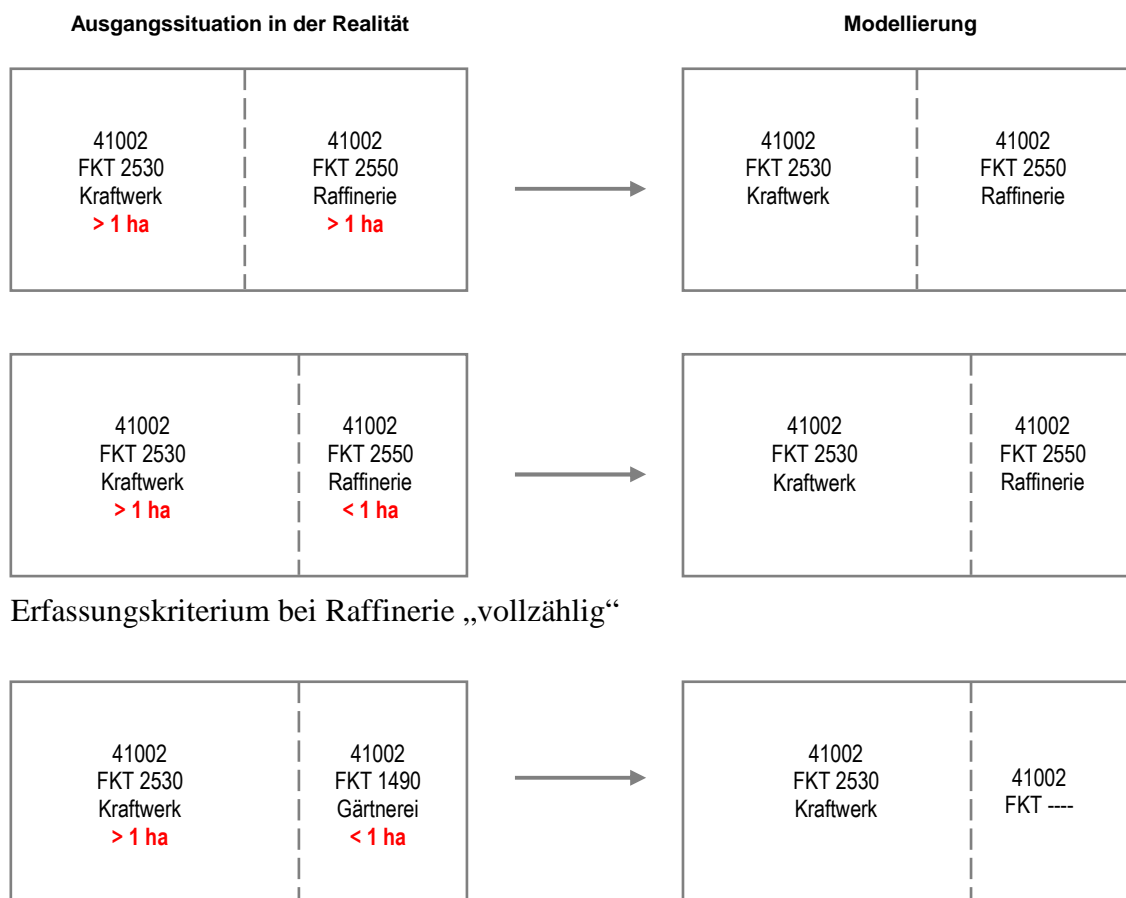 Ausgangssituation in der Realität
Modellierung
41002
FKT 2530
Kraftwerk
> 1 ha
41002
FKT 2550
Raffinerie
> 1 ha
41002
FKT 2530
Kraftwerk
41002
FKT 2550
Raffinerie
41002
FKT 2530
Kraftwerk
> 1 ha
41002
FKT 2550
Raffinerie
< 1 ha
41002
FKT 2530
Kraftwerk
41002
FKT 2550
Raffinerie
Erfassungskriterium bei Raffinerie „vollzählig“
41002
FKT 2530
Kraftwerk
> 1 ha
41002
FKT 1490
Gärtnerei
< 1 ha
41002
FKT 2530
Kraftwerk
41002
FKT ----